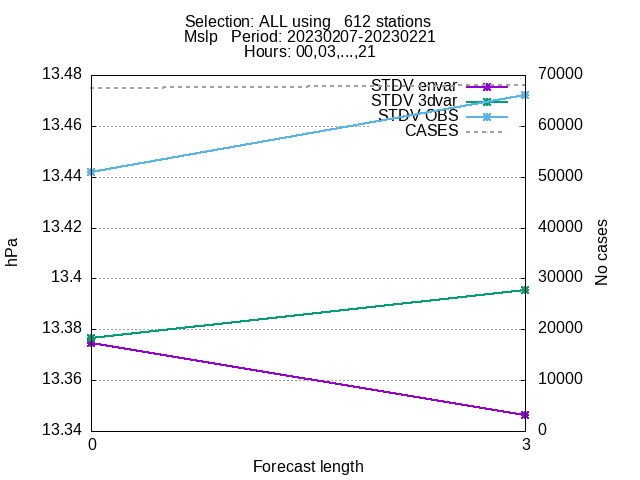 Selection: ALL using   612 stations
Mslp   Period: 20230207-20230221
Hours: 00,03,...,21
13.48
13.46
13.44
13.42
13.4
13.38
13.36
13.34
70000
60000
50000
40000
30000
20000
10000
0
STDV envar
STDV 3dvar
STDV OBS
CASES
hPa
No cases
0
3
Forecast length